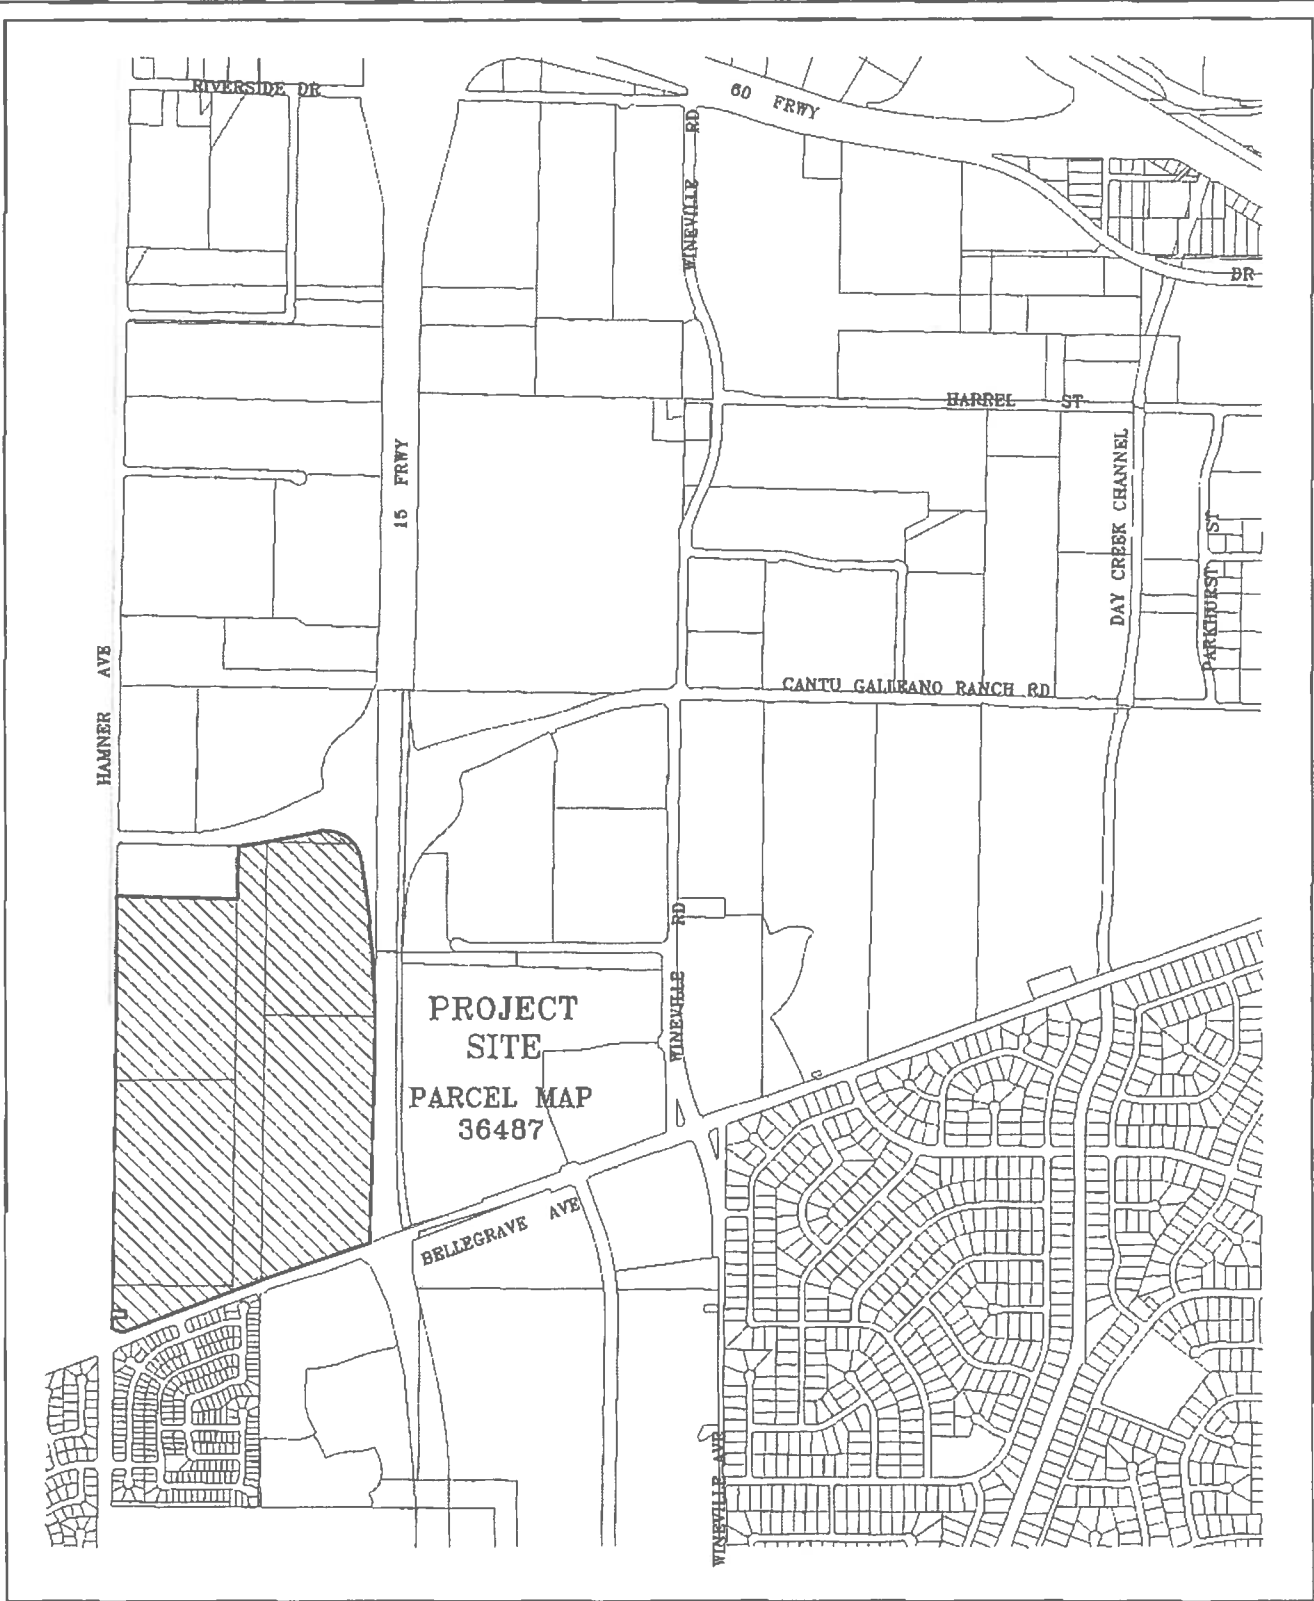 RIVERSIDE DR
60 FRWY
WINEVILLE RD
DR
HARREL ST
15 FRWY
DAY CREEK CHANNEL
PARKHURST ST
HAMNER AVE
CANTU GALLEANO RANCH RD
WINEVILLE RD
PROJECT
SITE
PARCEL MAP
36487
BELLEGRAVE AVE
WINEVILLE AVE